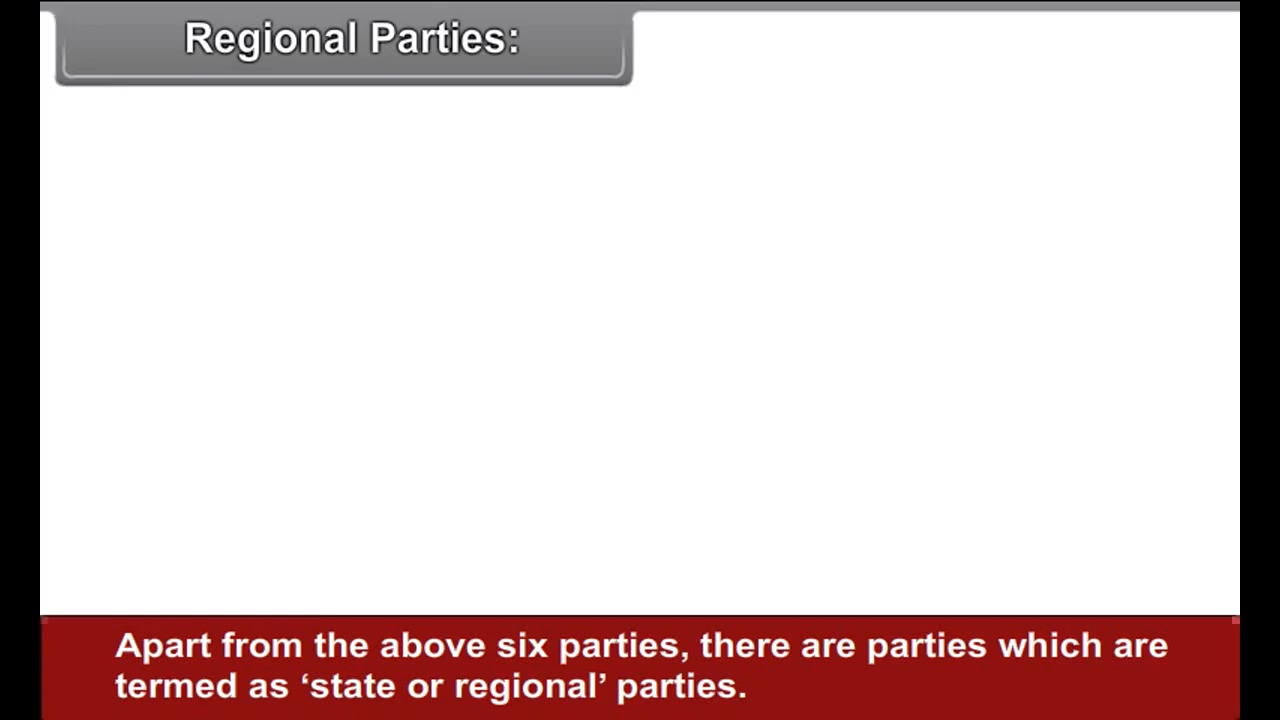 Regional Parties:
Apart from the above six parties, there are parties which are
termed as ‘state or regional’ parties.